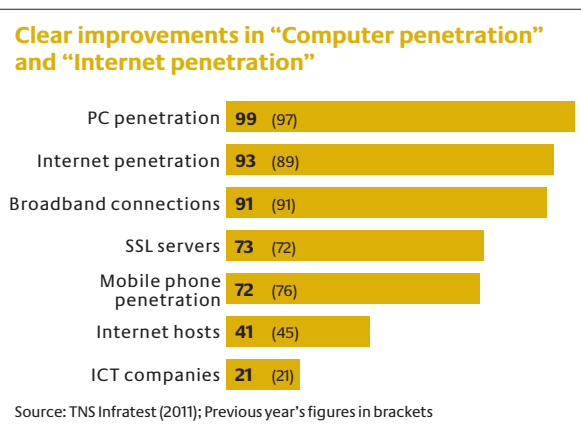 Clear improvements in “Computer penetration”
and “Internet penetration”
PC penetration 99 (97)
Internet penetration 93 (89)
Broadband connections 91 (91)
SSL servers 73 (72)
Mobile phone
penetration 72 (76)
Internet hosts 41 (45)
ICT companies 21 (21)
Source: TNS Infratest (2011); Previous year’s figures in brackets